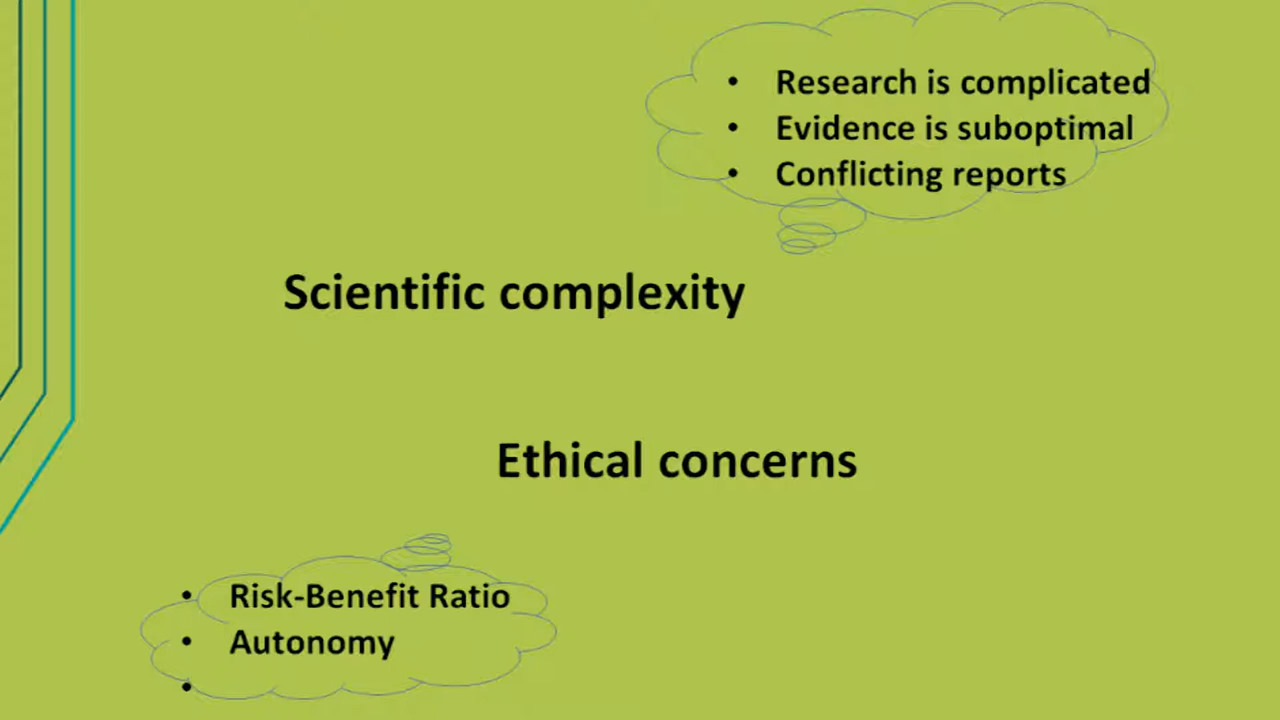 • Research is complicated
• Evidence is suboptimal
• Conflicting reports
Scientific complexity
Ethical concerns
• Risk-Benefit Ratio
• Autonomy
•